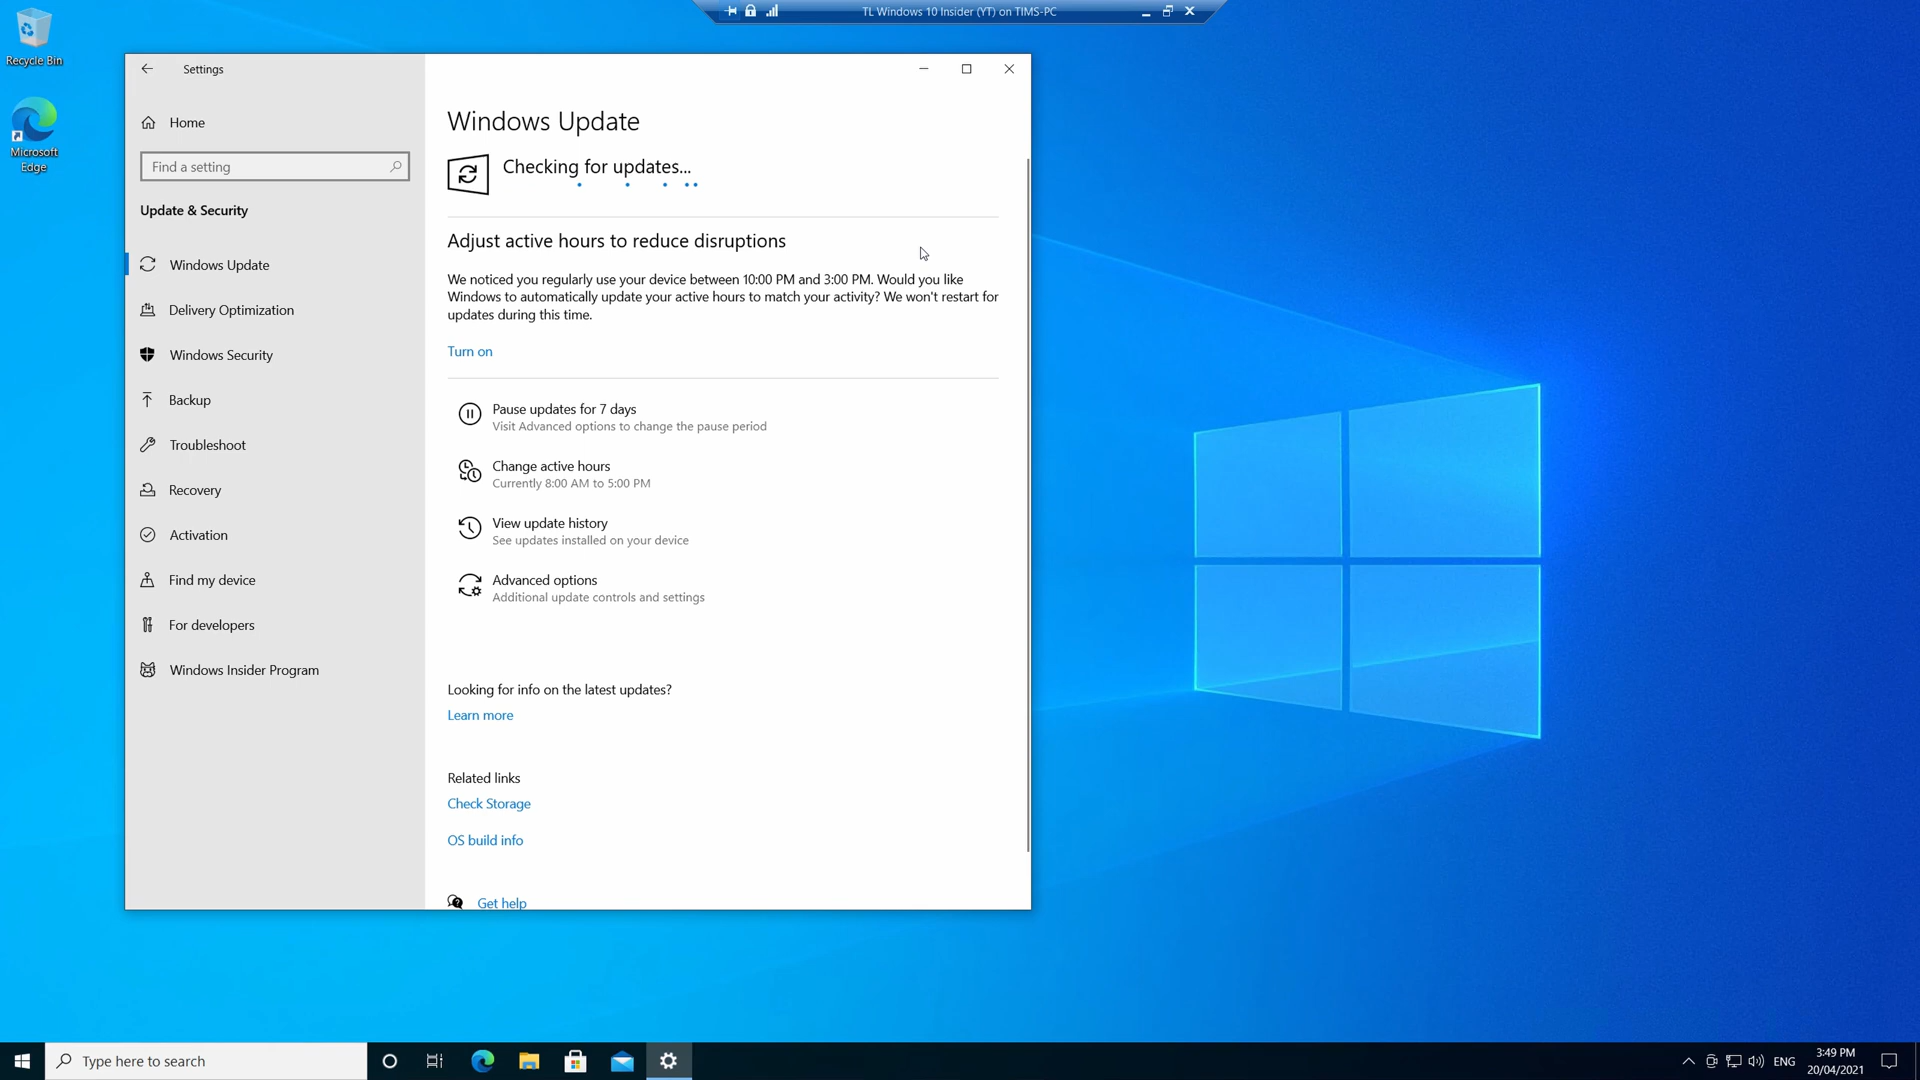 TL Windows 10 Insider (YT) on TIMS-PC
Recycle Bin
Microsoft
Edge
Settings
Home
Find a setting
Update & Security
Windows Update
Delivery Optimization
Windows Security
Backup
Troubleshoot
Recovery
Activation
Find my device
For developers
Windows Insider Program
Windows Update
Checking for updates...
Adjust active hours to reduce disruptions
We noticed you regularly use your device between 10:00 PM and 3:00 PM. Would you like
Windows to automatically update your active hours to match your activity? We won't restart for
updates during this time.
Turn on
Pause updates for 7 days
Visit Advanced options to change the pause period
Change active hours
Currently 8:00 AM to 5:00 PM
View update history
See updates installed on your device
Advanced options
Additional update controls and settings
Looking for info on the latest updates?
Learn more
Related links
Check Storage
OS build info
Get help
Type here to search
ENG
3:49 PM
20/04/2021